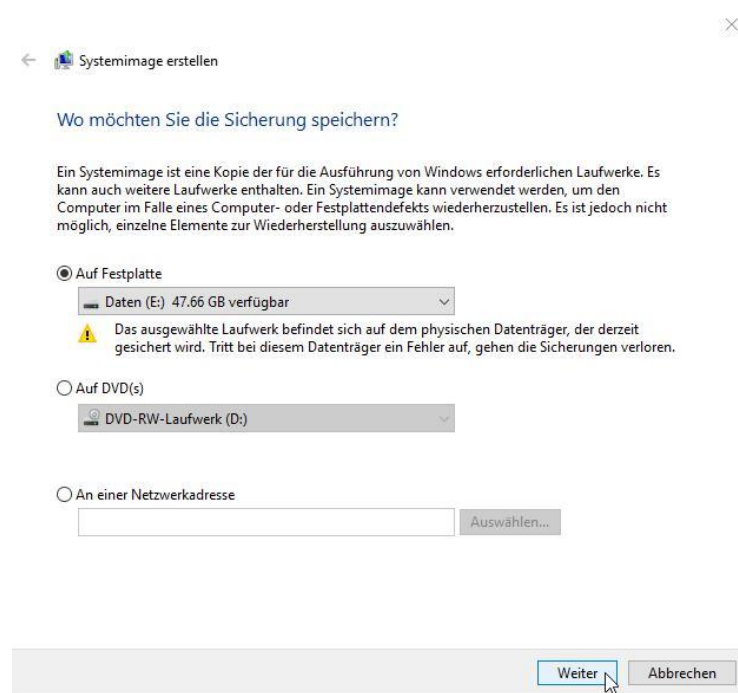 Systemimage erstellen
Wo möchten Sie die Sicherung speichern?
Ein Systemimage ist eine Kopie der für die Ausführung von Windows erforderlichen Laufwerke. Es
kann auch weitere Laufwerke enthalten. Ein Systemimage kann verwendet werden, um den
Computer im Falle eines Computer- oder Festplattendefekts wiederherzustellen. Es ist jedoch nicht
möglich, einzelne Elemente zur Wiederherstellung auszuwählen.
Auf Festplatte
Daten (E:) 47.66 GB verfügbar
Das ausgewählte Laufwerk befindet sich auf dem physischen Datenträger, der derzeit
gesichert wird. Tritt bei diesem Datenträger ein Fehler auf, gehen die Sicherungen verloren.
Auf DVD(s)
DVD-RW-Laufwerk (D:)
An einer Netzwerkadresse
Auswählen...
Weiter Abbrechen